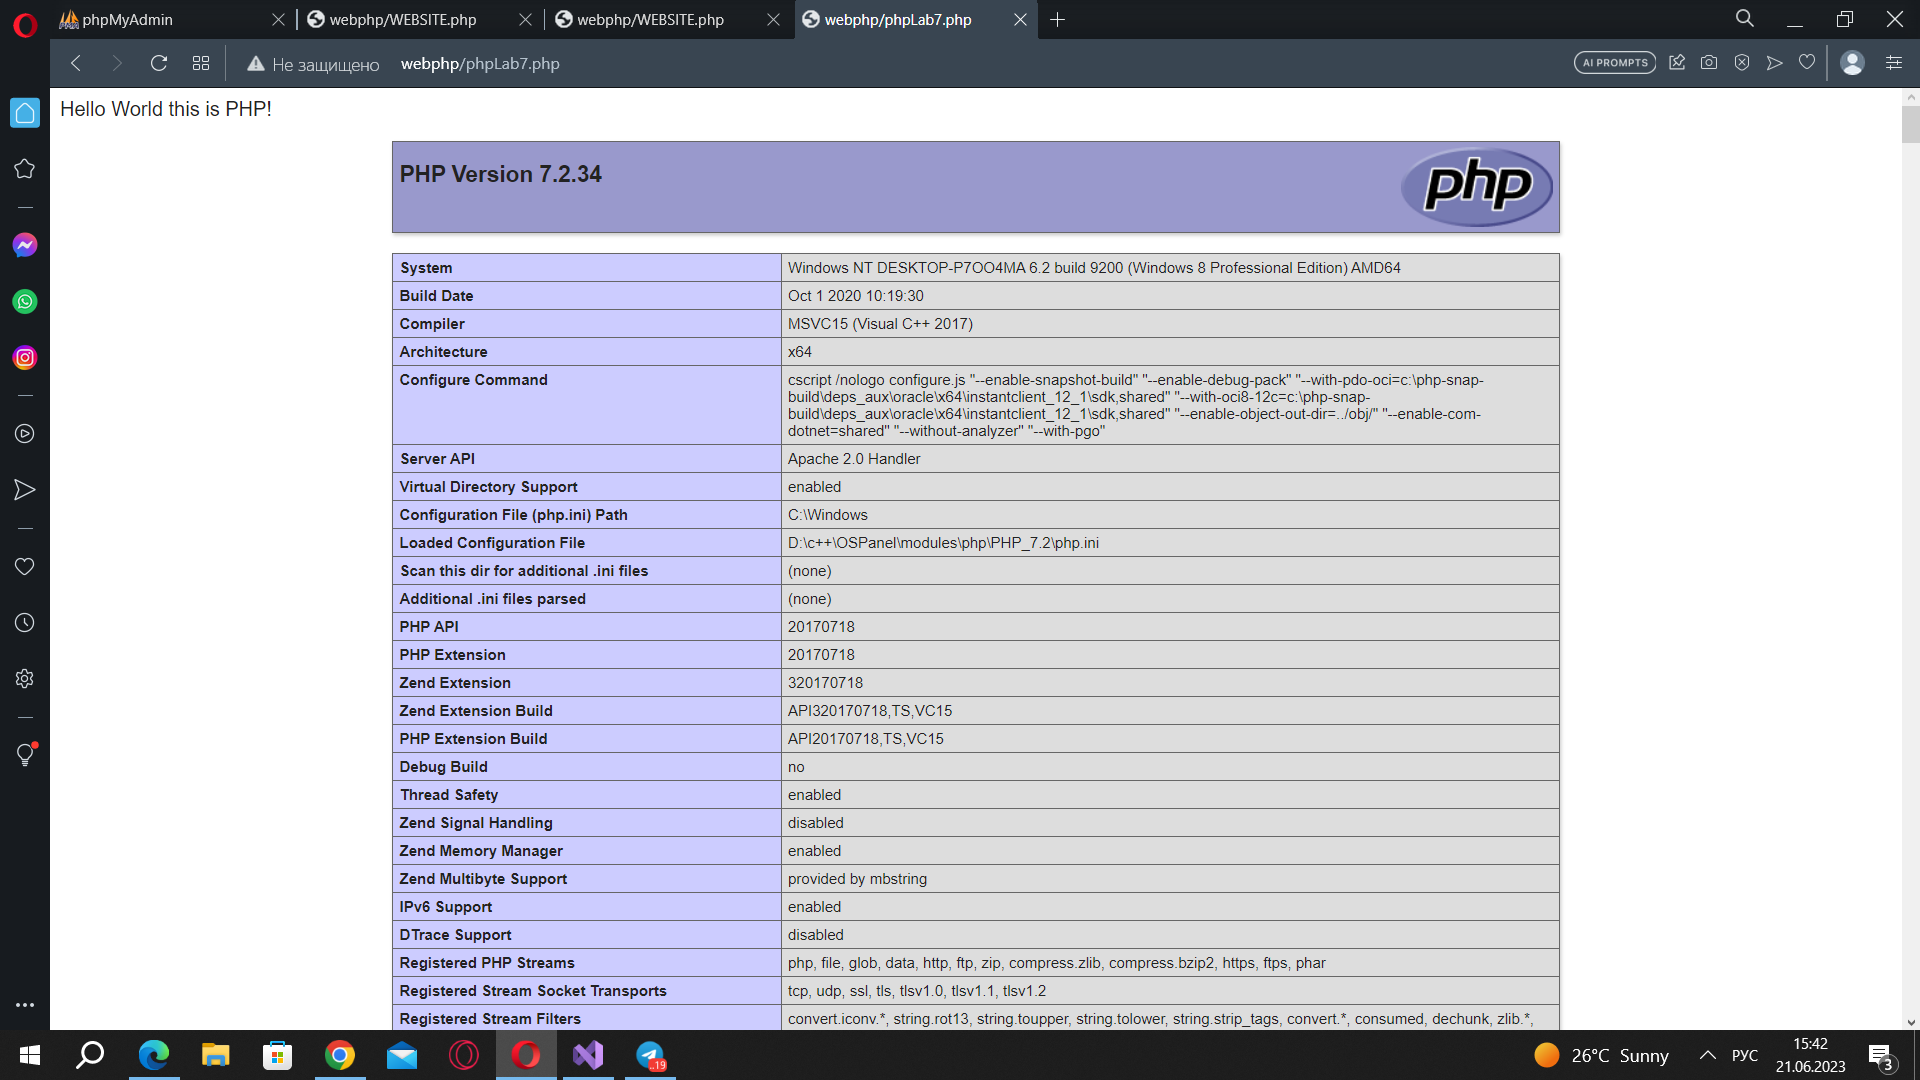 phpMyAdmin
webphp/WEBSITE.php
webphp/WEBSITE.php
webphp/phpLab7.php
Не защищено
webphp/phpLab7.php
AI PROMPTS
Hello World this is PHP!
PHP Version 7.2.34
php
System Windows NT DESKTOP-P7OO4MA 6.2 build 9200 (Windows 8 Professional Edition) AMD64
Build Date Oct 1 2020 10:19:30
Compiler MSVC15 (Visual C++ 2017)
Architecture x64
Configure Command cscript /nologo configure.js "--enable-snapshot-build" "--enable-debug-pack" "--with-pdo-oci=c:\php-snap-
build\deps_aux\oracle\x64\instantclient_12_1\sdk,shared" "--with-oci8-12c=c:\php-snap-
build\deps_aux\oracle\x64\instantclient_12_1\sdk,shared" "--enable-object-out-dir=../obj/" "--enable-com-
dotnet=shared" "--without-analyzer" "--with-pgo"
Server API Apache 2.0 Handler
Virtual Directory Support enabled
Configuration File (php.ini) Path C:\Windows
Loaded Configuration File D:\c++\OSPanel\modules\php\PHP_7.2\php.ini
Scan this dir for additional .ini files (none)
Additional .ini files parsed (none)
PHP API 20170718
PHP Extension 20170718
Zend Extension 320170718
Zend Extension Build API320170718,TS,VC15
PHP Extension Build API20170718,TS,VC15
Debug Build no
Thread Safety enabled
Zend Signal Handling disabled
Zend Memory Manager enabled
Zend Multibyte Support provided by mbstring
IPv6 Support enabled
DTrace Support disabled
Registered PHP Streams php, file, glob, data, http, ftp, zip, compress.zlib, compress.bzip2, https, ftps, phar
Registered Stream Socket Transports tcp, udp, ssl, tls, tlsv1.0, tlsv1.1, tlsv1.2
Registered Stream Filters convert.iconv.*, string.rot13, string.toupper, string.tolower, string.strip_tags, convert.*, consumed, dechunk, zlib.*,
..19
26°C Sunny
РУС
15:42
21.06.2023
3